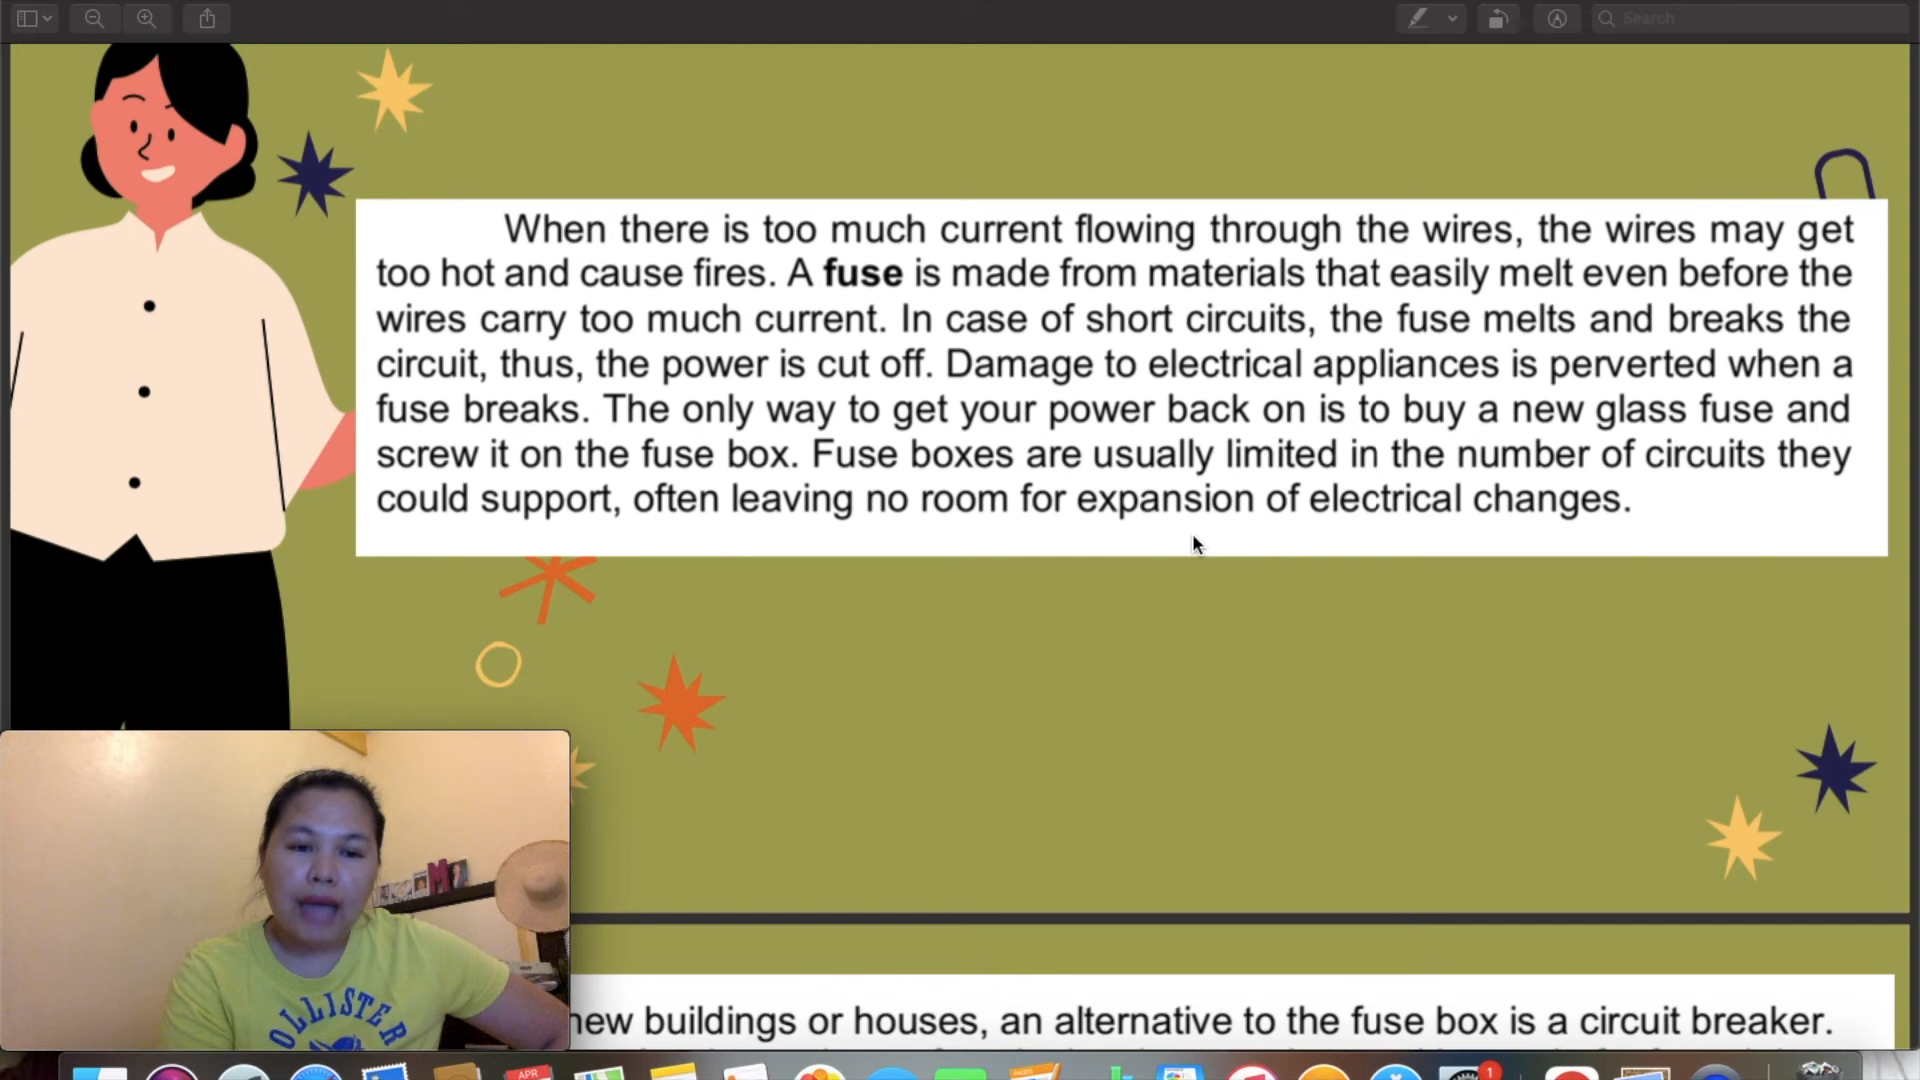 Search
When there is too much current flowing through the wires, the wires may get
too hot and cause fires. A fuse is made from materials that easily melt even before the
wires carry too much current. In case of short circuits, the fuse melts and breaks the
circuit, thus, the power is cut off. Damage to electrical appliances is perverted when a
fuse breaks. The only way to get your power back on is to buy a new glass fuse and
screw it on the fuse box. Fuse boxes are usually limited in the number of circuits they
could support, often leaving no room for expansion of electrical changes.
M
OLLISTER
new buildings or houses, an alternative to the fuse box is a circuit breaker.
APR
PAGES
1